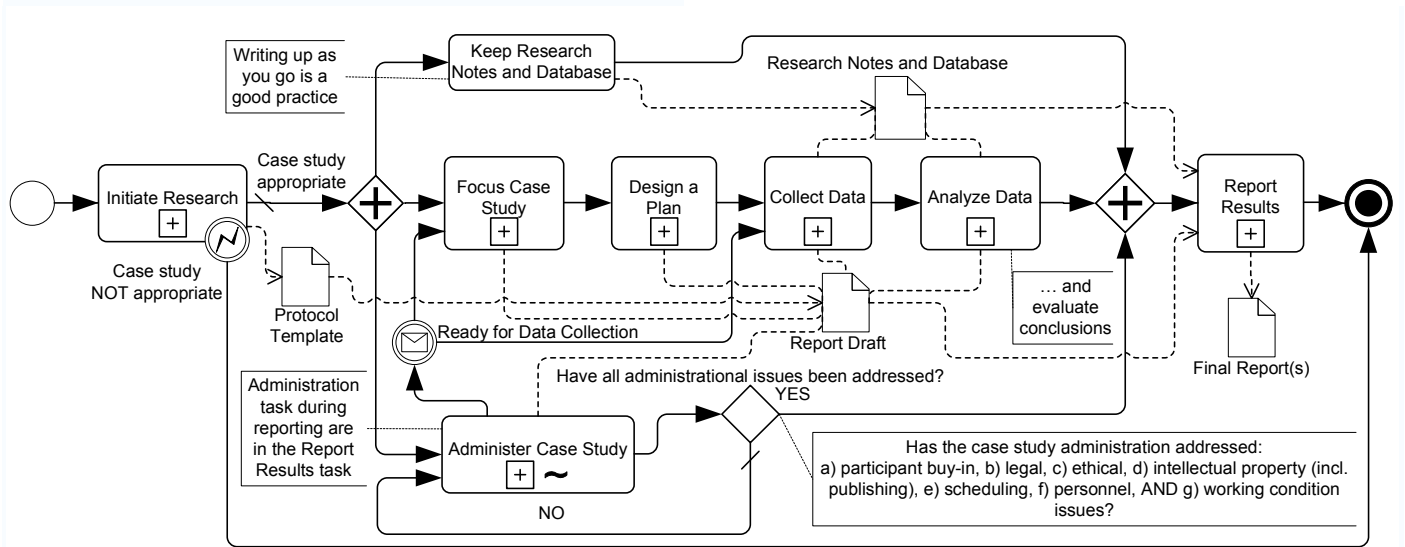 Writing up as
you go is a
good practice
Keep Research
Notes and Database
Research Notes and Database
Case study
appropriate
Initiate Research
Focus Case
Study
Design a
Plan
Collect Data
Analyze Data
Report
Results
Case study
NOT appropriate
Protocol
Template
Ready for Data Collection
Report Draft
… and
evaluate
conclusions
Final Report(s)
Administration
task during
reporting are
in the Report
Results task
Have all administrational issues been addressed?
YES
Administer Case Study
NO
Has the case study administration addressed:
a) participant buy-in, b) legal, c) ethical, d) intellectual property (incl.
publishing), e) scheduling, f) personnel, AND g) working condition
issues?